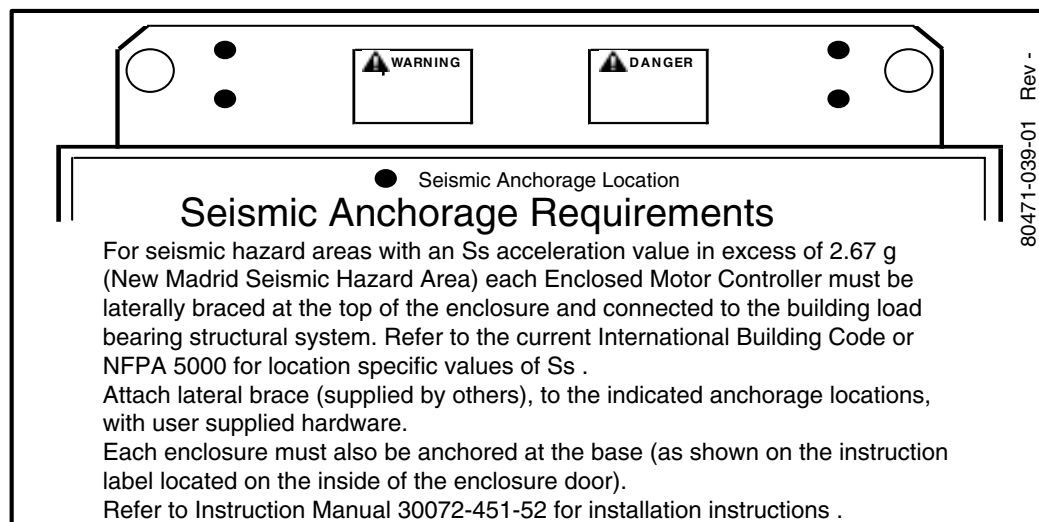 WARNING
DANGER
80471-039-01 Rev -
Seismic Anchorage Location
Seismic Anchorage Requirements
For seismic hazard areas with an Ss acceleration value in excess of 2.67 g
(New Madrid Seismic Hazard Area) each Enclosed Motor Controller must be
laterally braced at the top of the enclosure and connected to the building load
bearing structural system. Refer to the current International Building Code or
NFPA 5000 for location specific values of Ss .
Attach lateral brace (supplied by others), to the indicated anchorage locations,
with user supplied hardware.
Each enclosure must also be anchored at the base (as shown on the instruction
label located on the inside of the enclosure door).
Refer to Instruction Manual 30072-451-52 for installation instructions .